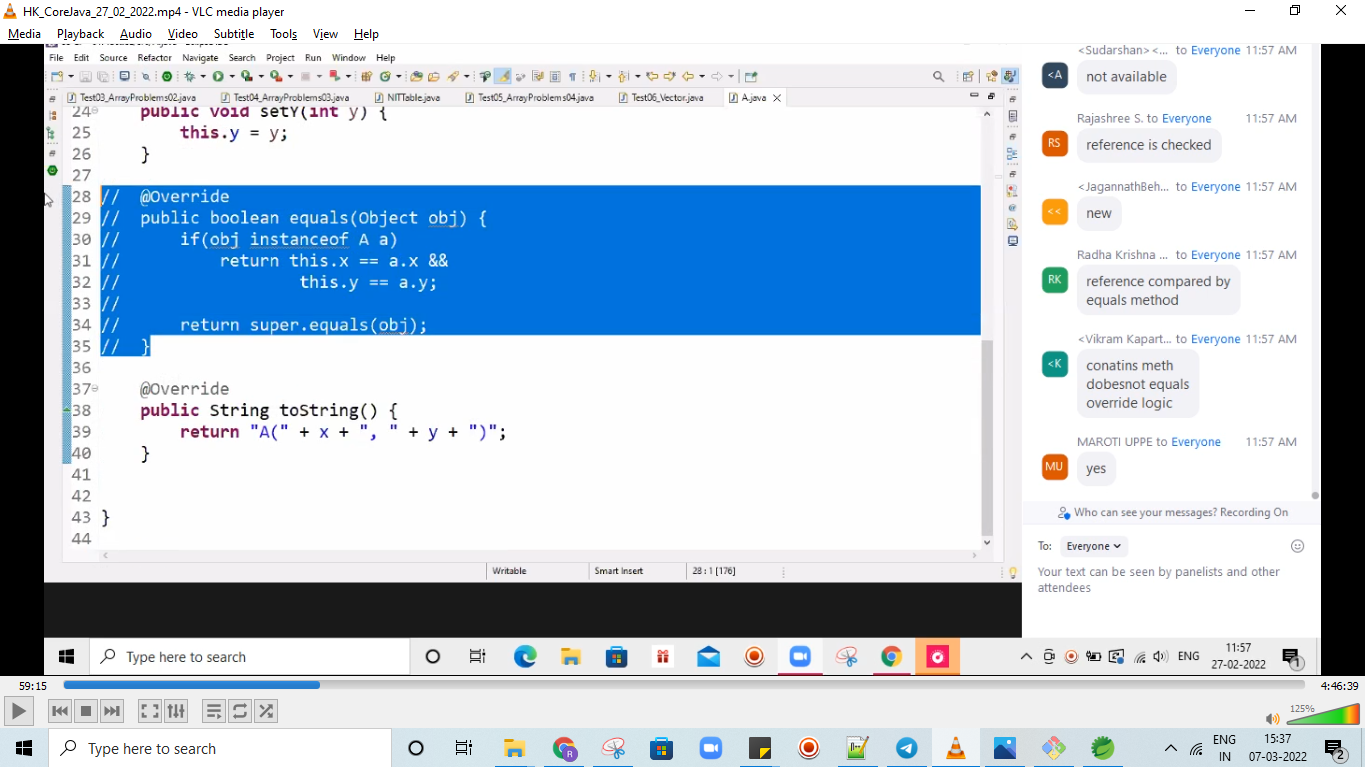 HK_CoreJava_27_02_2022.mp4 - VLC media player
Media Playback Audio Video Subtitle Tools View Help
File Edit Source Refactor Navigate Search Project Run Window Help
Test03_ArrayProblems02.java Test04_ArrayProblems03.java NITTable.java Test05_ArrayProblems04.java Test06_Vector.java A.java
24 public void setY(int y) {
25 this.y = y;
26 }
27
28 // @Override
29 // public boolean equals(Object obj) {
30 // if(obj instanceof A a)
31 // return this.x == a.x &&
32 // this.y == a.y;
33 //
34 // return super.equals(obj);
35 // }
36
37 @Override
38 public String toString() {
39 return "A(" + x + ", " + y + ")";
40 }
41
42
43 }
44
Writable Smart Insert 28 : 1 [176]
<Sudarshan> <... to Everyone 11:57 AM
<A not available
Rajashree S. to Everyone 11:57 AM
RS reference is checked
<JagannathBeh... to Everyone 11:57 AM
<< new
Radha Krishna ... to Everyone 11:57 AM
RK reference compared by
equals method
<Vikram Kapart... to Everyone 11:57 AM
<K conatins meth
dobesnot equals
override logic
MAROTI UPPE to Everyone 11:57 AM
MU yes
Who can see your messages? Recording On
To: Everyone
Your text can be seen by panelists and other
attendees
Type here to search ENG 11:57
27-02-2022 1
59:15 4:46:39
125%
Type here to search ENG 15:37
IN 07-03-2022 2